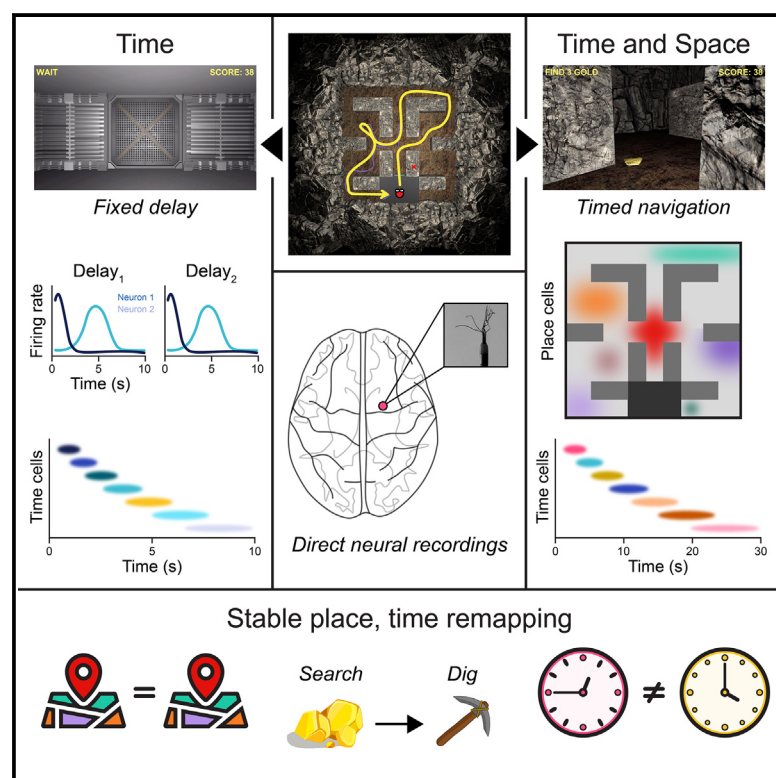 Time
WAIT
SCORE: 38
Fixed delay
Delay1
Delay2
Firing rate
Neuron 1
Neuron 2
0
5
10
0
5
10
Time (s)
Time (s)
Time cells
0
5
10
Time (s)
Direct neural recordings
Time and Space
FIND 3 GOLD
SCORE: 38
Timed navigation
Place cells
Time cells
0
10
20
30
Time (s)
Stable place, time remapping
=
Search
Dig
≠